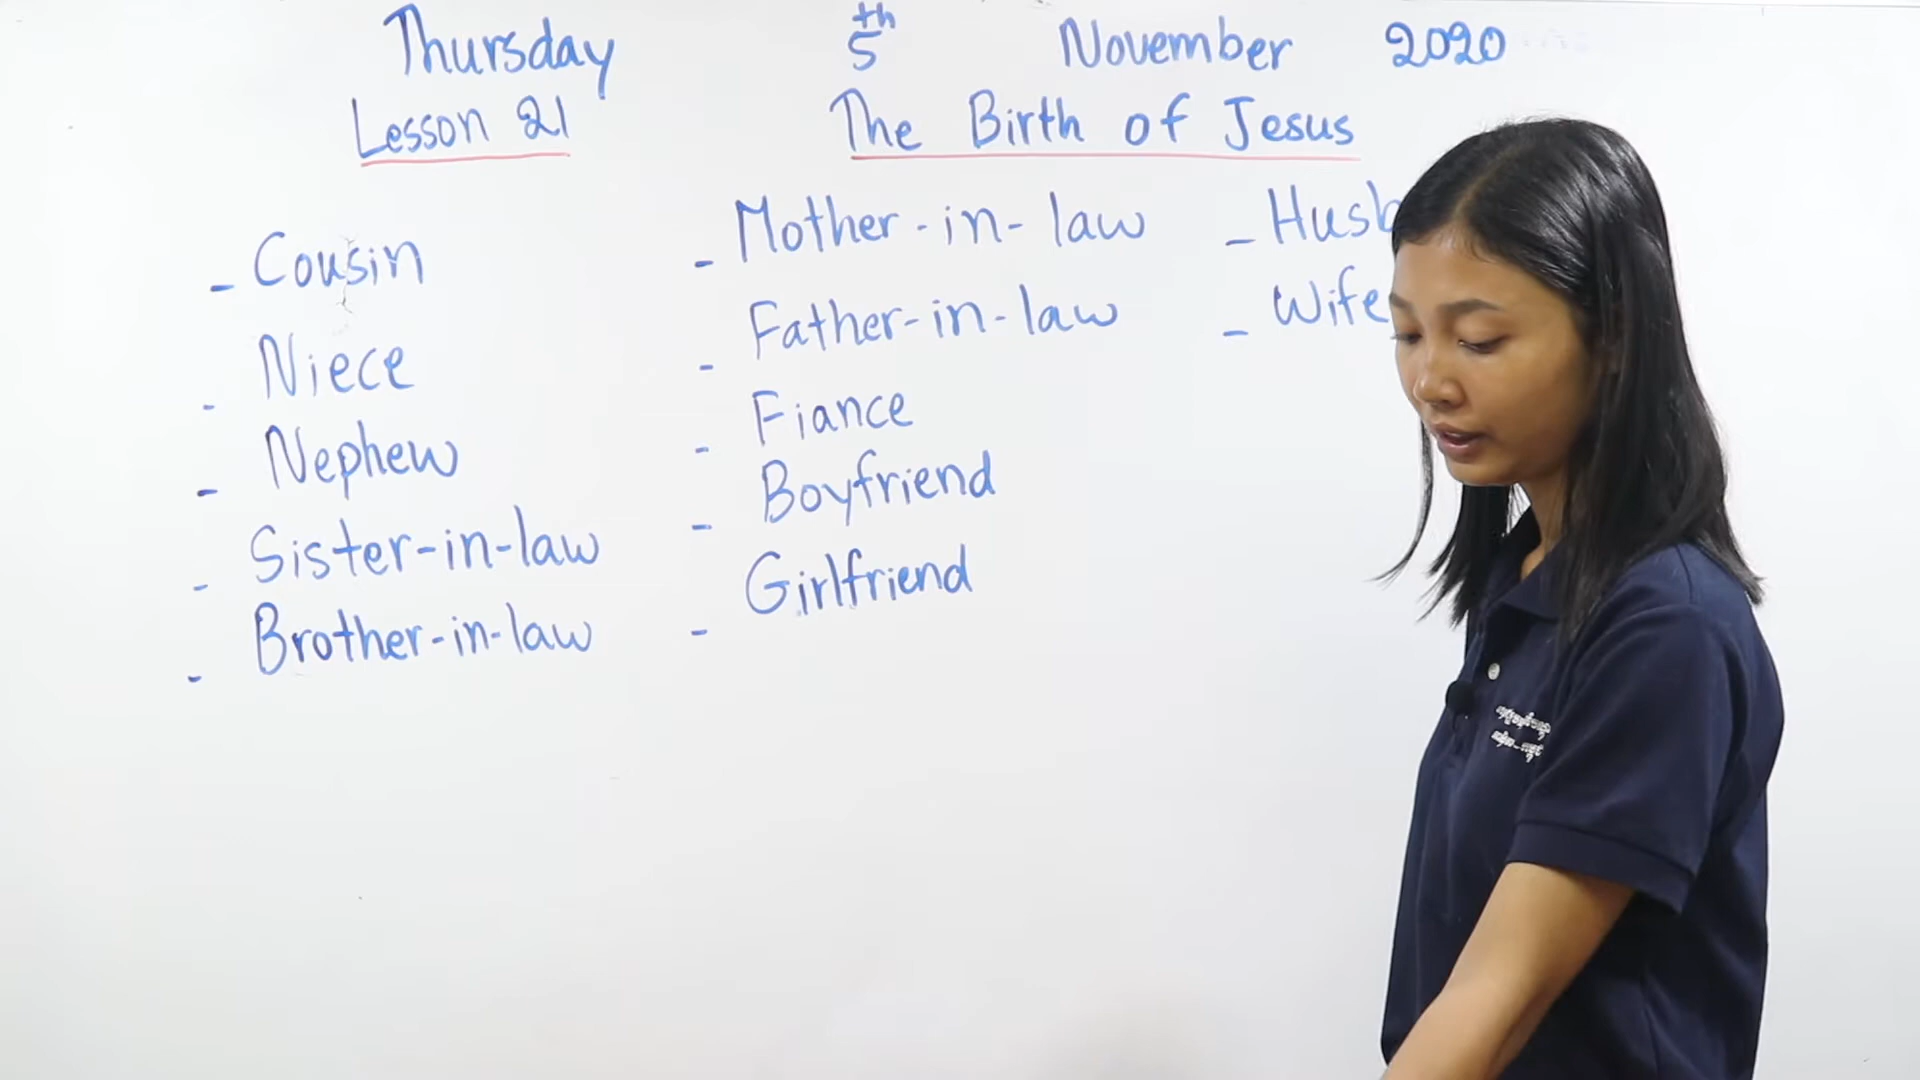 Thursday 5th November 2020
Lesson 21 The Birth of Jesus
- Cousin
- Niece
- Nephew
- Sister-in-law
- Brother-in-law
- Mother-in-law
- Father-in-law
- Fiance
- Boyfriend
- Girlfriend
- Husb
- Wife